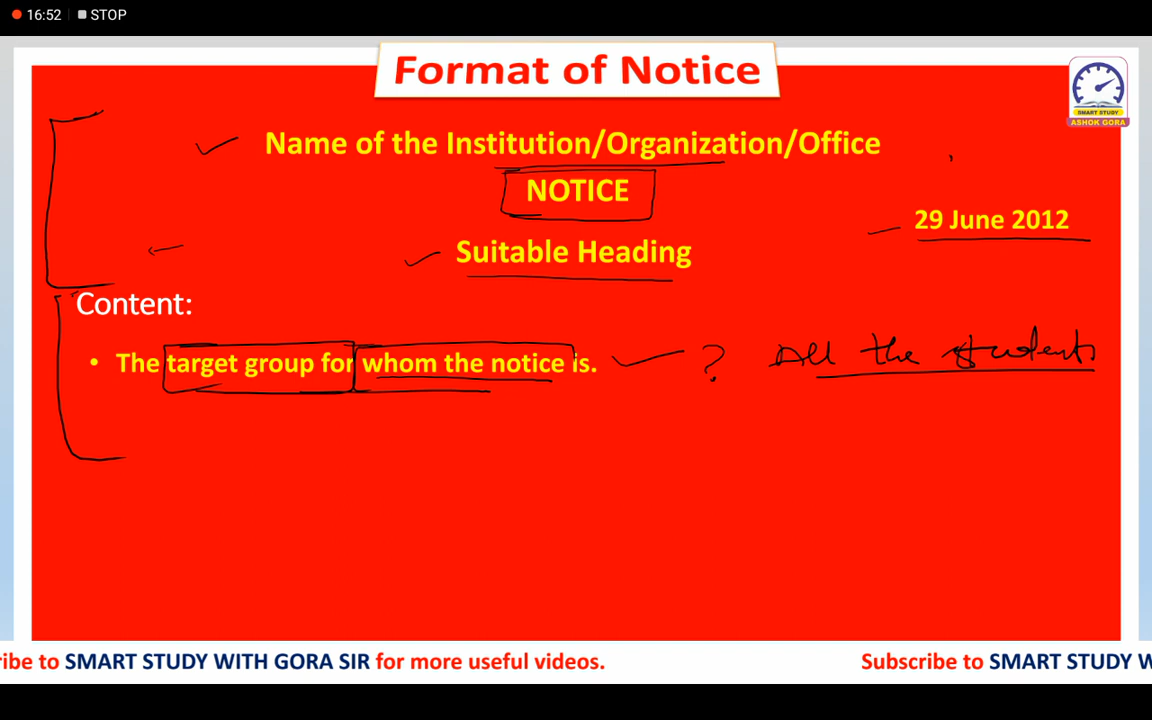 16:52 STOP
Format of Notice
SMART STUDY
ASHOK GORA
Name of the Institution/Organization/Office
NOTICE
29 June 2012
Suitable Heading
Content:
• The target group for whom the notice is. ? All the students
ibe to SMART STUDY WITH GORA SIR for more useful videos. Subscribe to SMART STUDY W